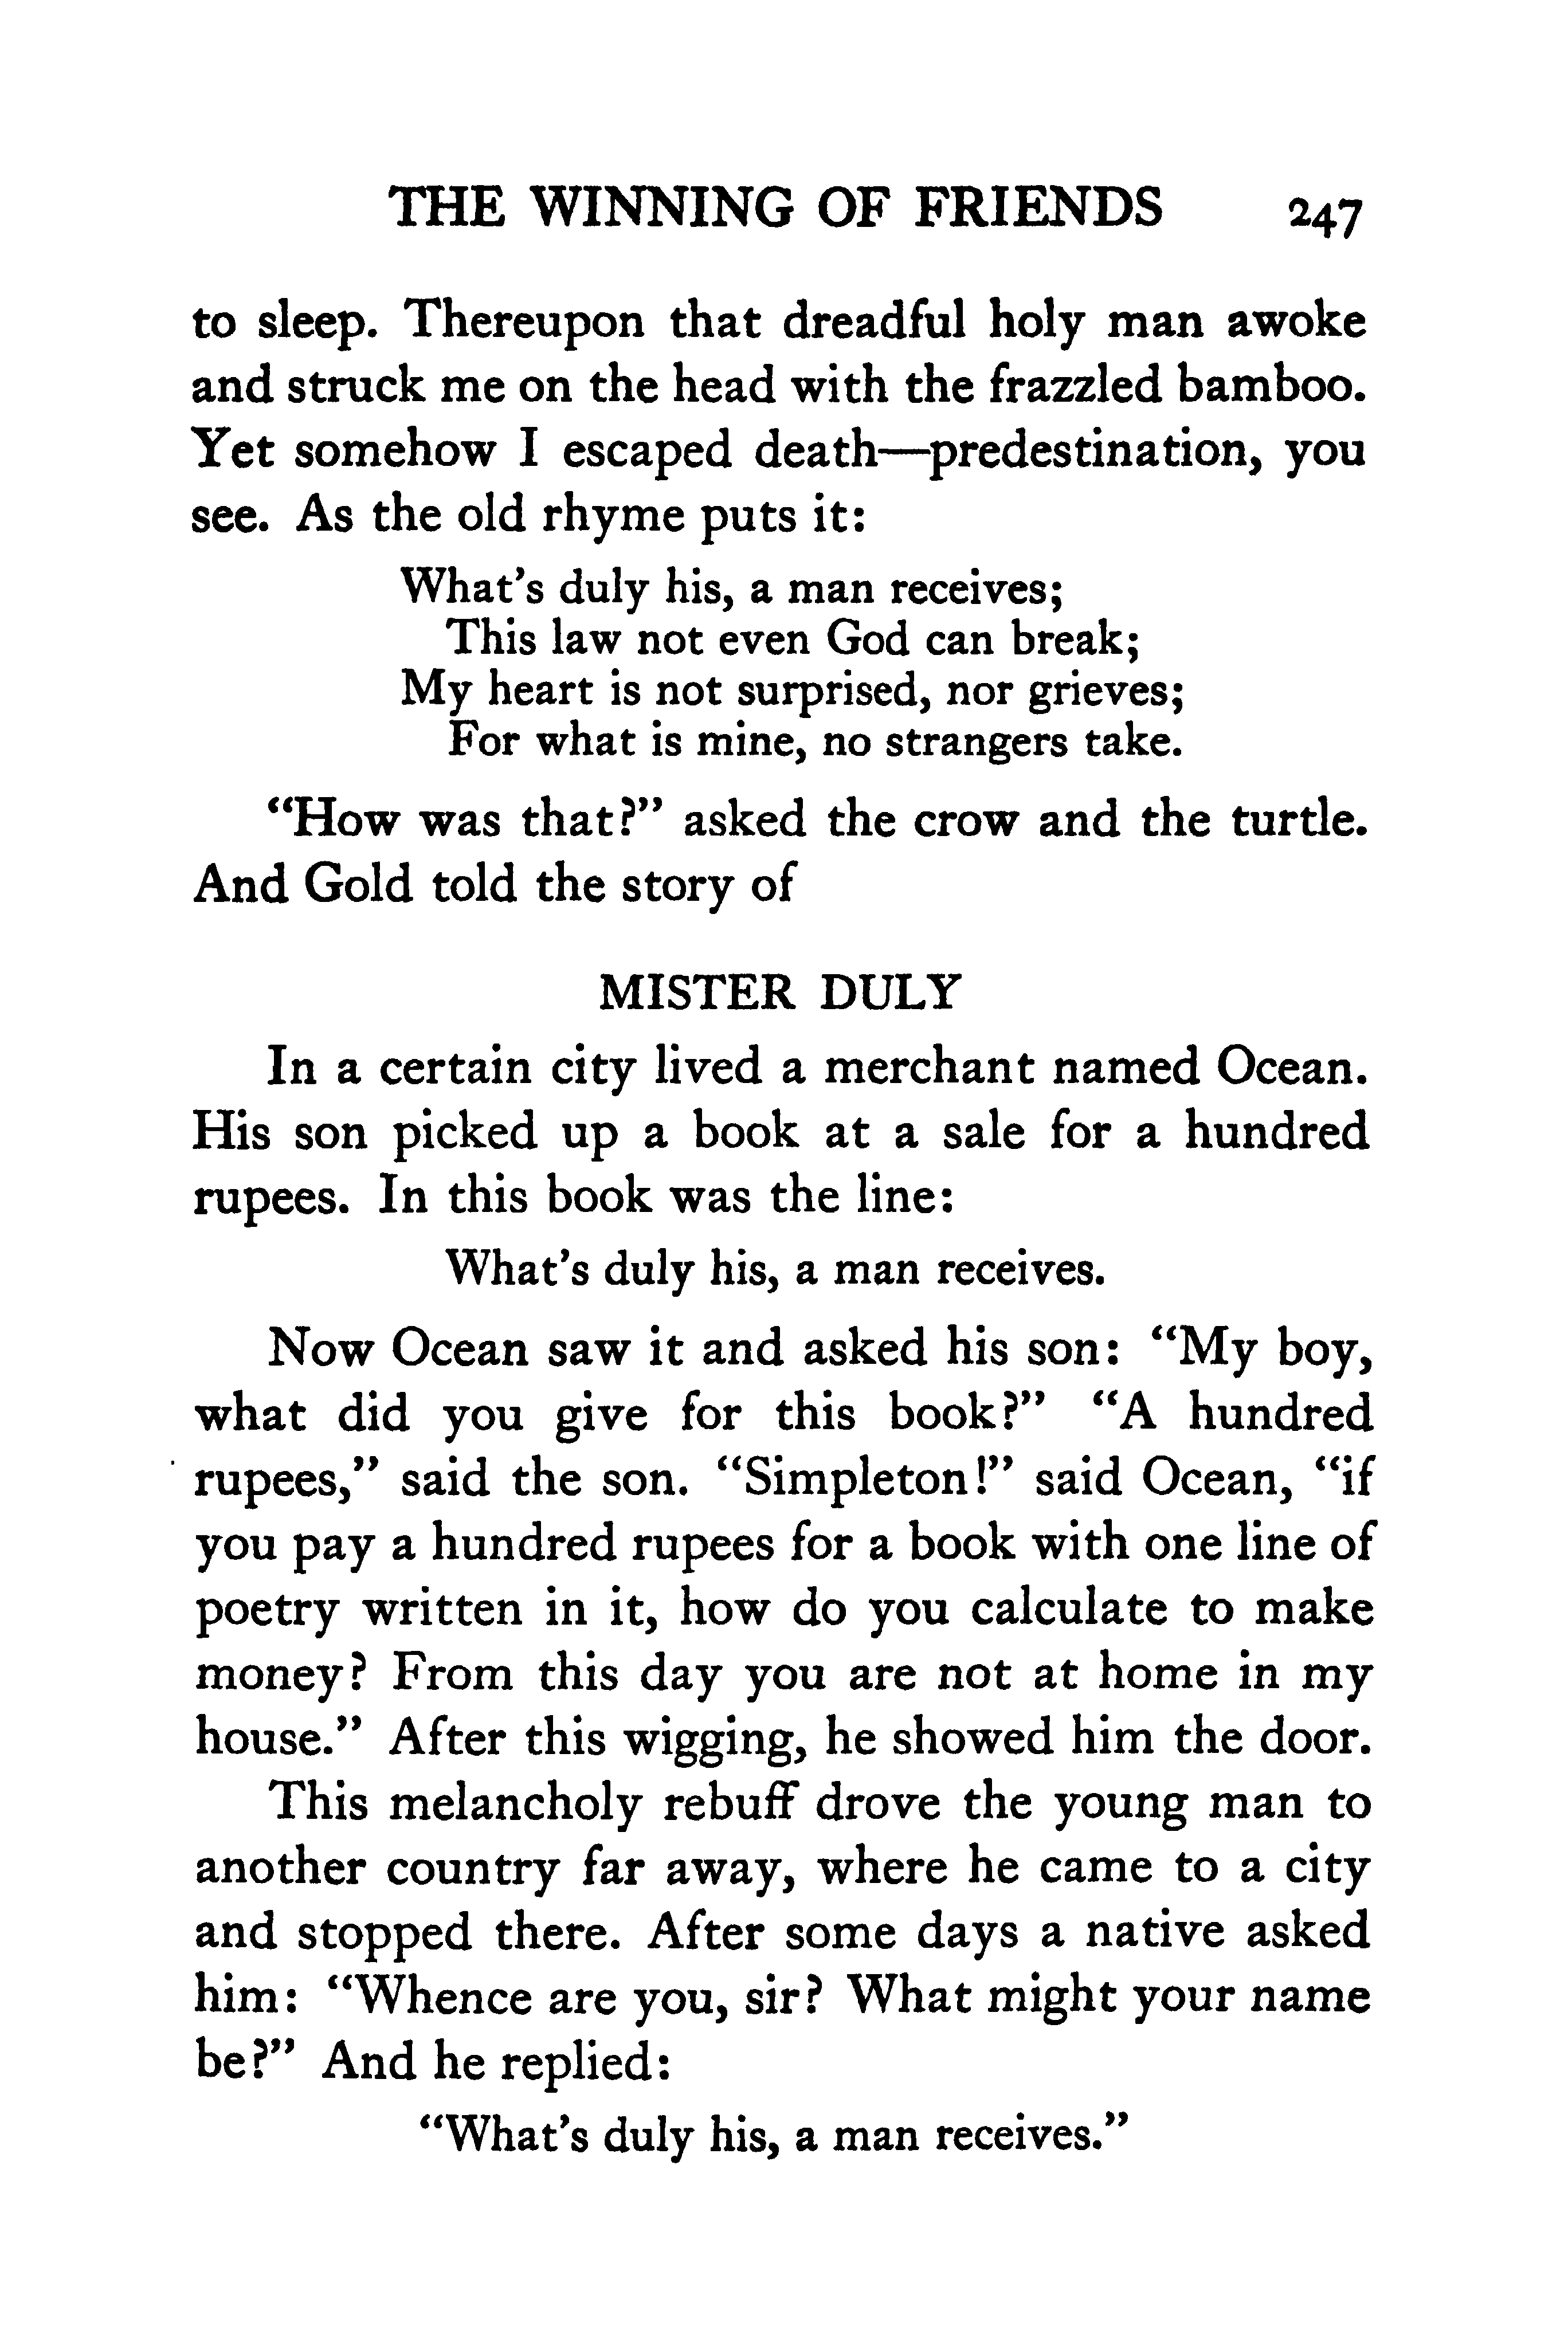 THE WINNING OF FRIENDS 247
to sleep. Thereupon that dreadful holy man awoke
and struck me on the head with the frazzled bamboo.
Yet somehow I escaped death—predestination, you
see. As the old rhyme puts it:
What's duly his, a man receives;
This law not even God can break;
My heart is not surprised, nor grieves;
For what is mine, no strangers take.
“How was that?” asked the crow and the turtle.
And Gold told the story of
MISTER DULY
In a certain city lived a merchant named Ocean.
His son picked up a book at a sale for a hundred
rupees. In this book was the line:
What's duly his, a man receives.
Now Ocean saw it and asked his son: “My boy,
what did you give for this book?” “A hundred
rupees,” said the son. “Simpleton!” said Ocean, “if
you pay a hundred rupees for a book with one line of
poetry written in it, how do you calculate to make
money? From this day you are not at home in my
house.” After this wigging, he showed him the door.
This melancholy rebuff drove the young man to
another country far away, where he came to a city
and stopped there. After some days a native asked
him: “Whence are you, sir? What might your name
be?” And he replied:
“What's duly his, a man receives.”